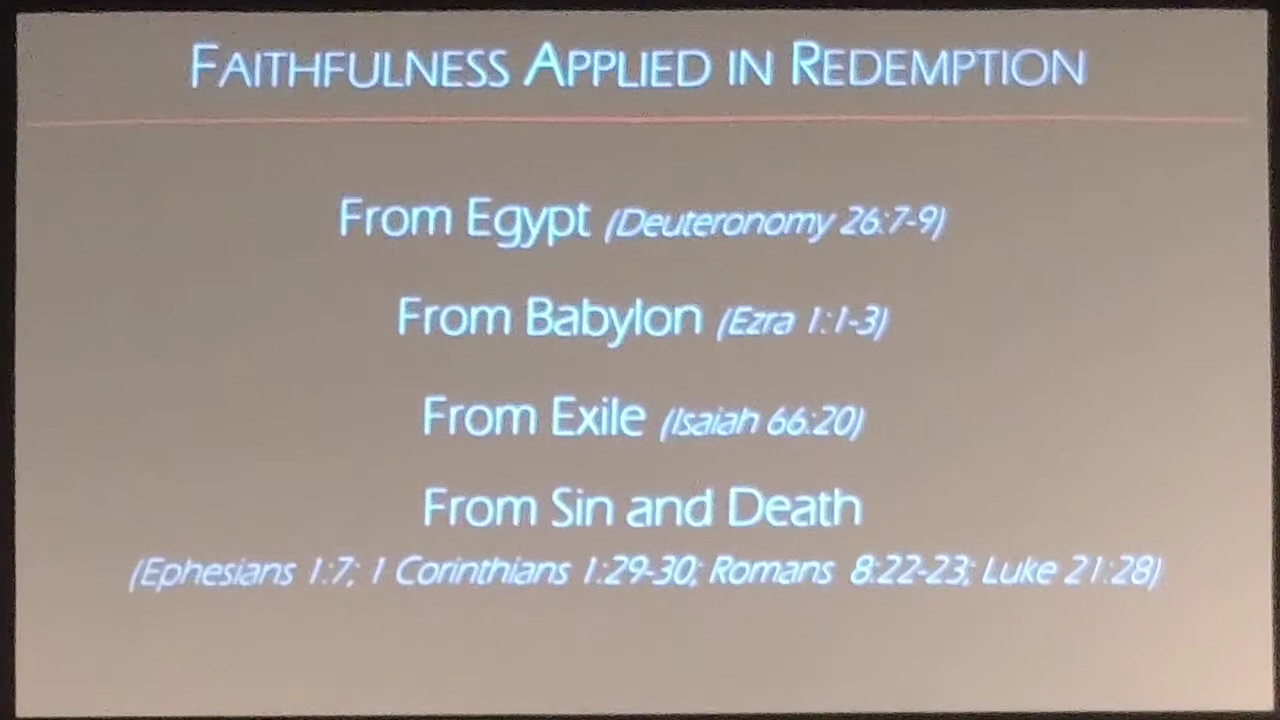 FAITHFULNESS APPLIED IN REDEMPTION
From Egypt (Deuteronomy 26:7-9)
From Babylon (Ezra 1:1-3)
From Exile (Isaiah 66:20)
From Sin and Death
(Ephesians 1:7; 1 Corinthians 1:29-30; Romans 8:22-23; Luke 21:28)